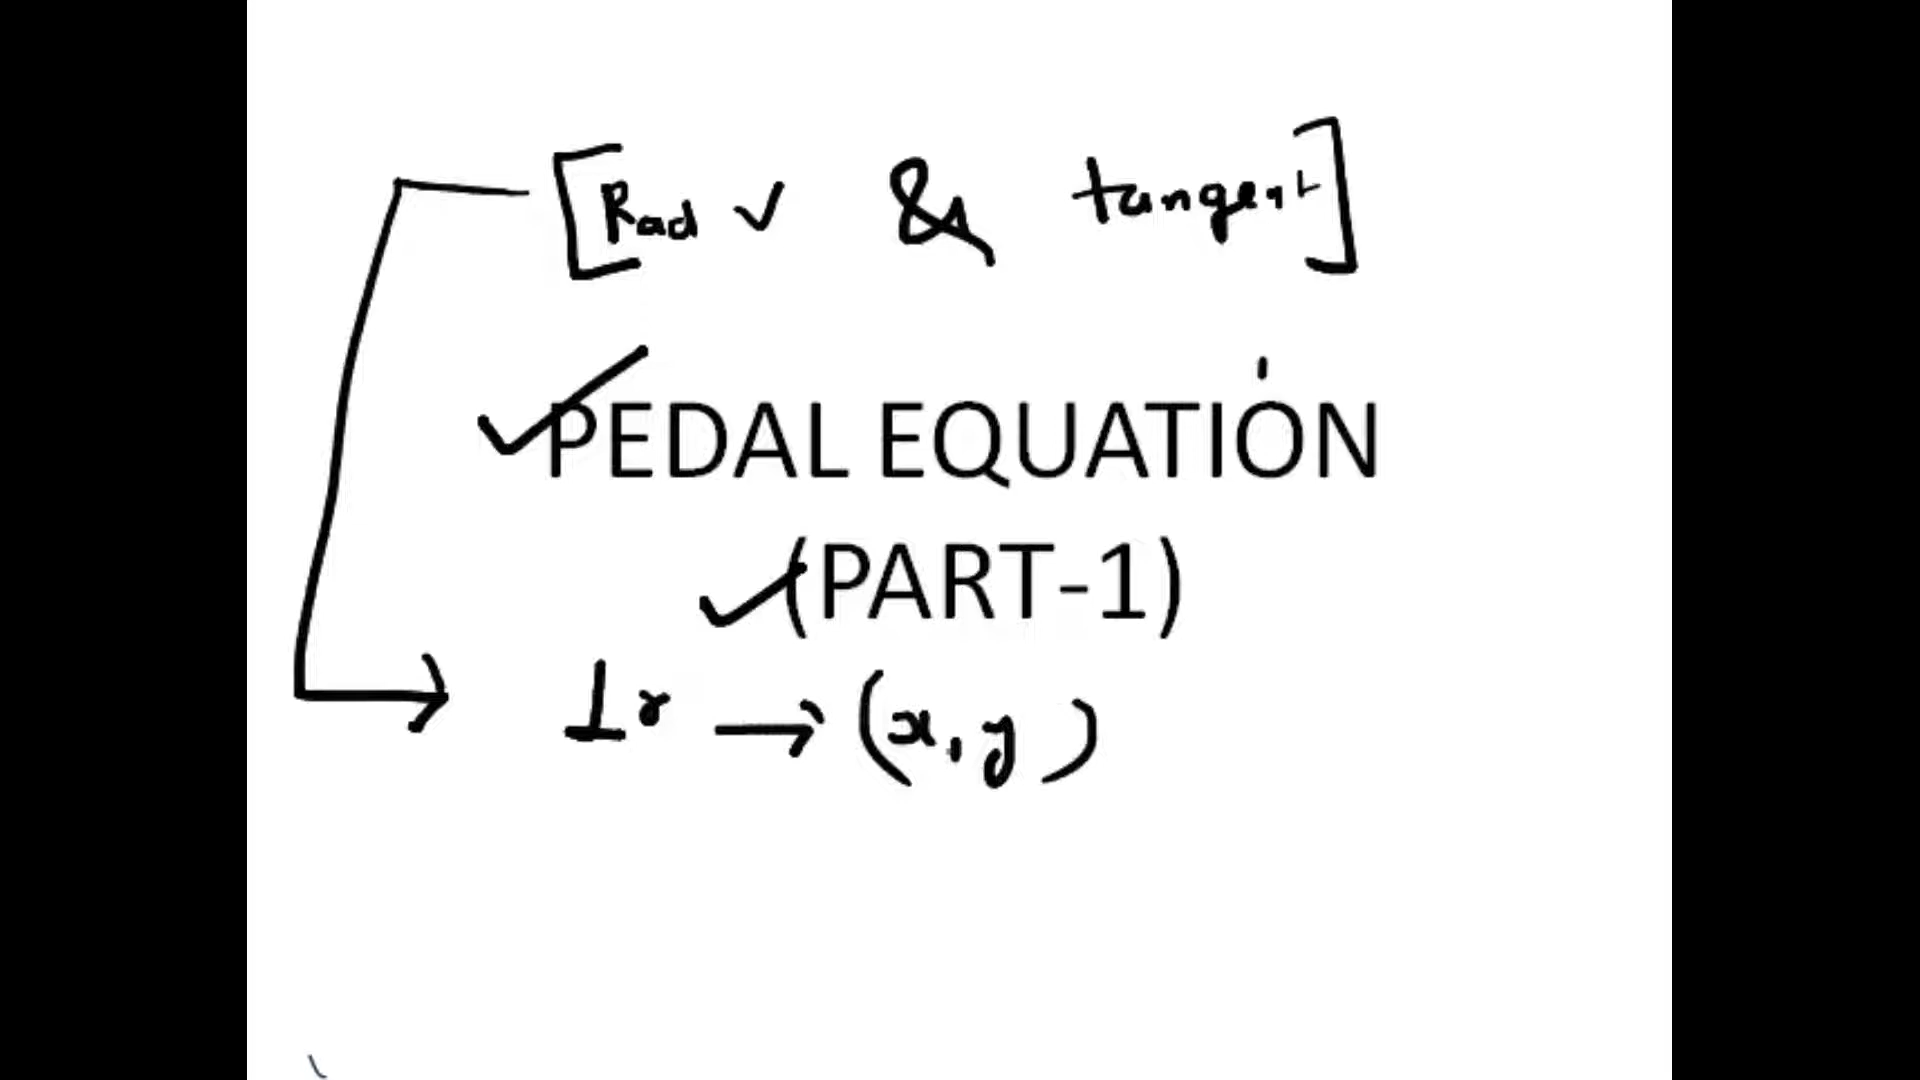 [Rad ✓ & tangent]
PEDAL EQUATION
(PART-1)
⊥r → (x, y)